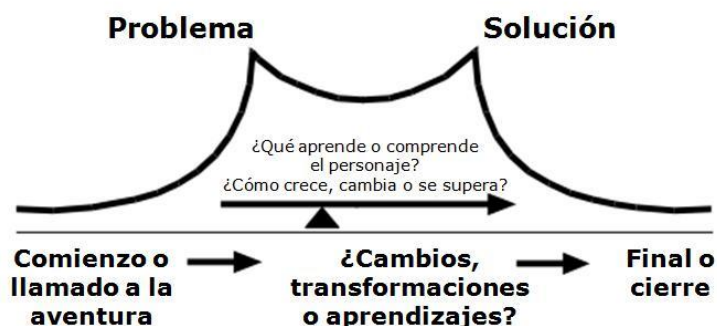 Problema
Solución
¿Qué aprende o comprende
el personaje?
¿Cómo crece, cambia o se supera?
Comienzo o
llamado a la
aventura
¿Cambios,
transformaciones
o aprendizajes?
Final o
cierre